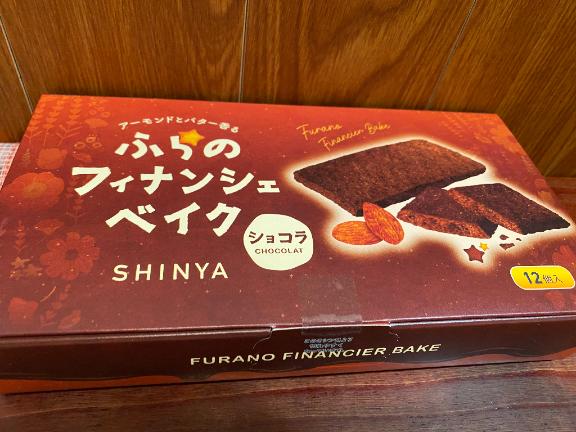 アーモンドとバター香る
ふらの
フィナンシェ
ベイク
ショコラ
CHOCOLAT
SHINYA
Furano
Financier Bake
12個入
FURANO FINANCIER BAKE